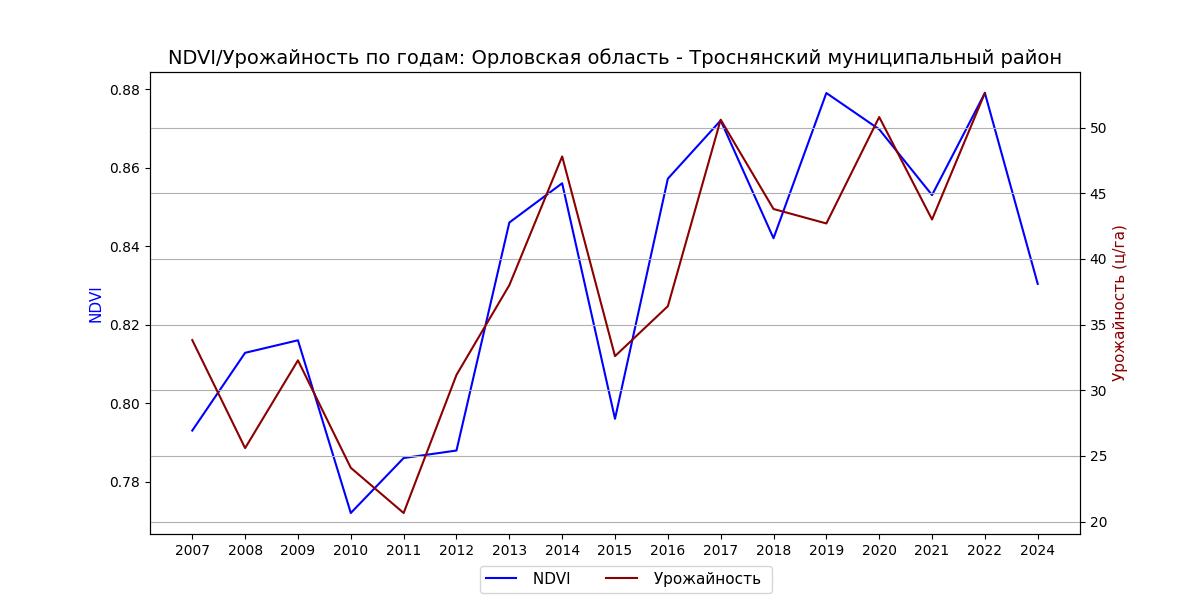 NDVI/Урожайность по годам: Орловская область - Троснянский муниципальный район
0.88
0.86
0.84
0.82
0.80
0.78
NDVI
50
45
40
35
30
25
20
Урожайность (ц/га)
2007 2008 2009 2010 2011 2012 2013 2014 2015 2016 2017 2018 2019 2020 2021 2022 2024
NDVI Урожайность